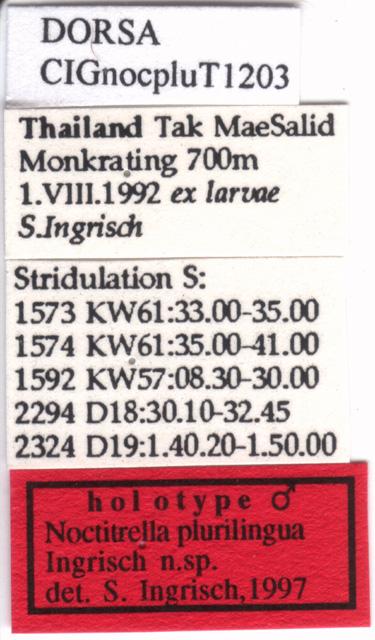 DORSA
CIGnocpluT1203
Thailand Tak MaeSalid
Monkrating 700m
1.VIII.1992 ex larvae
S.Ingrisch
Stridulation S:
1573 KW61:33.00-35.00
1574 KW61:35.00-41.00
1592 KW57:08.30-30.00
2294 D18:30.10-32.45
2324 D19:1.40.20-1.50.00
holotype ♂
Noctitrella plurilingua
Ingrisch n.sp.
det. S. Ingrisch,1997